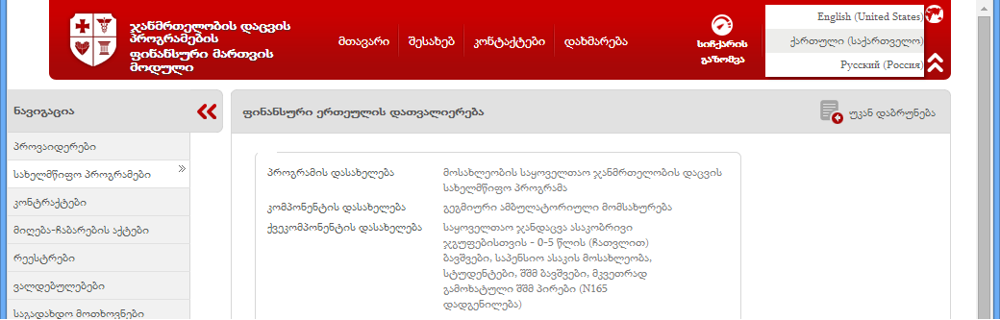 ჯანმრთელობის დაცვის
პროგრამების
ფინანსური მართვის
მოდული
მთავარი
შესახებ
კონტაქტები
დახმარება
სიჩქარის
გაზომვა
English (United States)
ქართული (საქართველო)
Русский (Россия)
ნავიგაცია
ფინანსური ერთეულის დათვალიერება
უკან დაბრუნება
პროვაიდერები
სახელმწიფო პროგრამები
კონტრაქტები
მიღება-ჩაბარების აქტები
რეესტრები
ვალდებულებები
საგადახდო მოთხოვნები
პროგრამის დასახელება
მოსახლეობის საყოველთაო ჯანმრთელობის დაცვის
სახელმწიფო პროგრამა
კომპონენტის დასახელება
გეგმიური ამბულატორიული მომსახურება
ქვეკომპონენტის დასახელება
საყოველთაო ჯანდაცვა ასაკობრივი
ჯგუფებისთვის - 0-5 წლის (ჩათვლით)
ბავშვები, საპენსიო ასაკის მოსახლეობა,
სტუდენტები, შშმ ბავშვები, მკვეთრად
გამოხატული შშმ პირები (N165
დადგენილება)